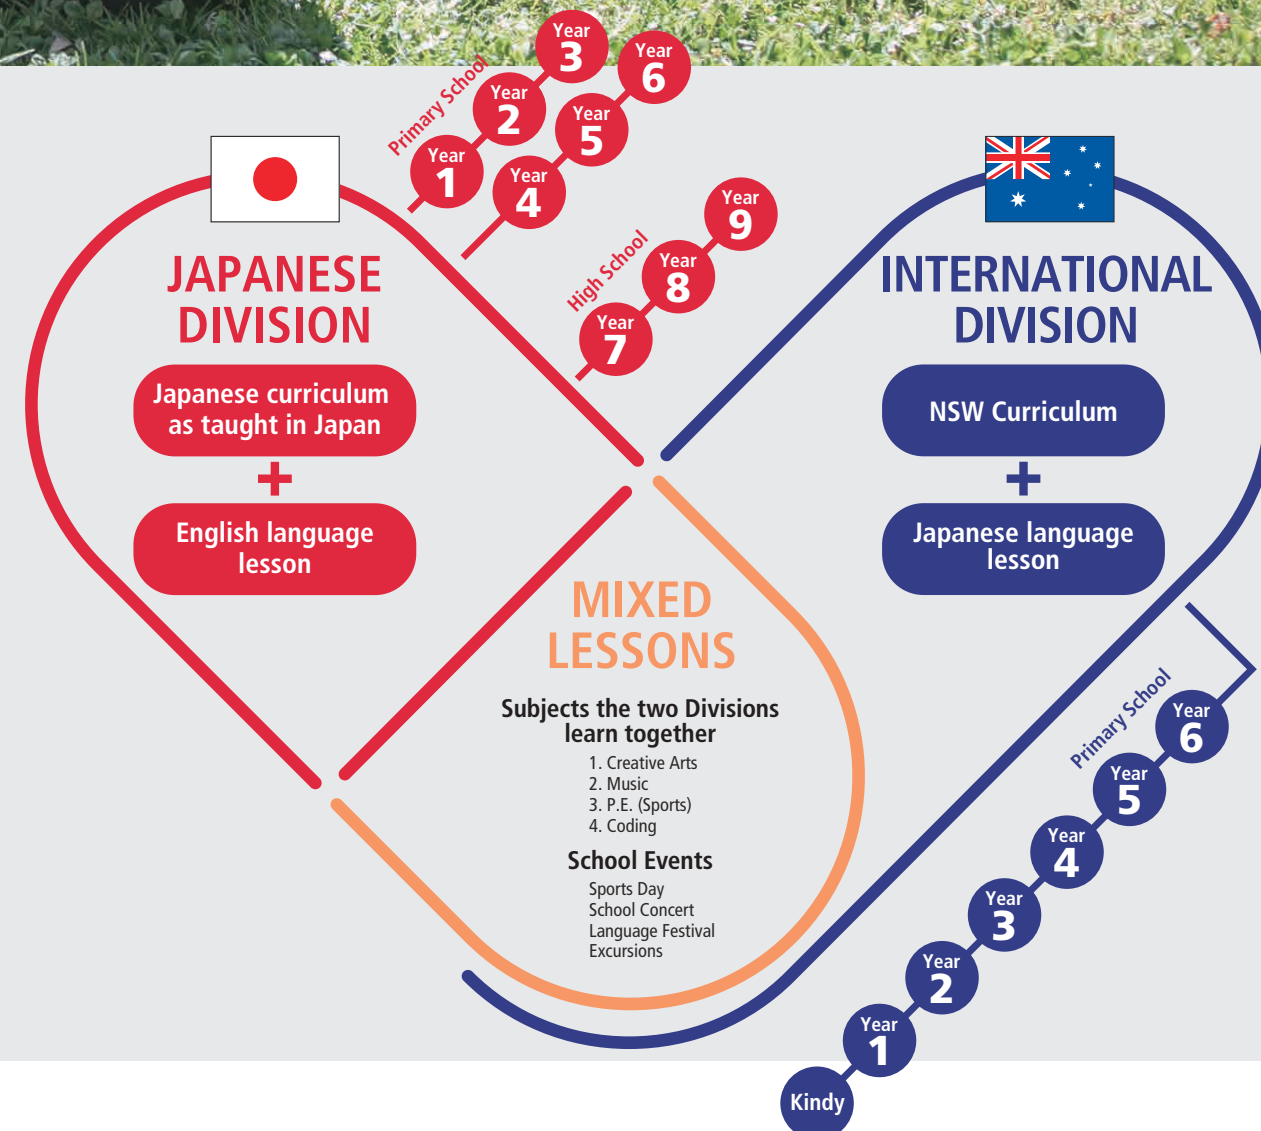 Primary School
Year
1
Year
2
Year
3
Year
4
Year
5
Year
6
High School
Year
7
Year
8
Year
9
JAPANESE
DIVISION
Japanese curriculum
as taught in Japan
+
English language
lesson
INTERNATIONAL
DIVISION
NSW Curriculum
+
Japanese language
lesson
MIXED
LESSONS
Subjects the two Divisions
learn together
1. Creative Arts
2. Music
3. P.E. (Sports)
4. Coding
School Events
Sports Day
School Concert
Language Festival
Excursions
Primary School
Kindy
Year
1
Year
2
Year
3
Year
4
Year
5
Year
6